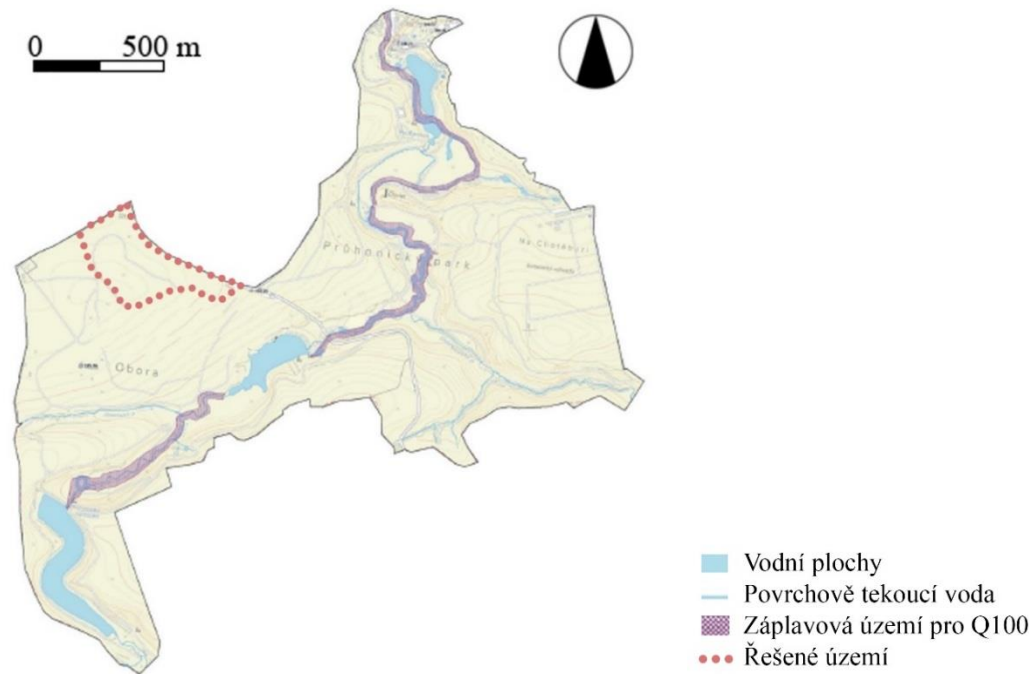 0 500 m
Průhonický park
Obora
Vodní plochy
Povrchově tekoucí voda
Záplavová území pro Q100
Řešené území